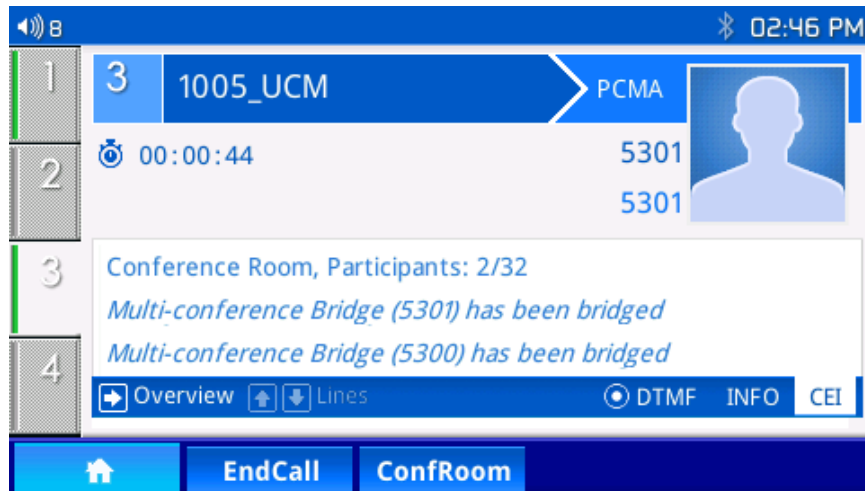 8 02:46 PM
1 3 1005_UCM PCMA
00:00:44 5301
2 5301
3 Conference Room, Participants: 2/32
Multi-conference Bridge (5301) has been bridged
4 Multi-conference Bridge (5300) has been bridged
Overview Lines DTMF INFO CEI
EndCall ConfRoom